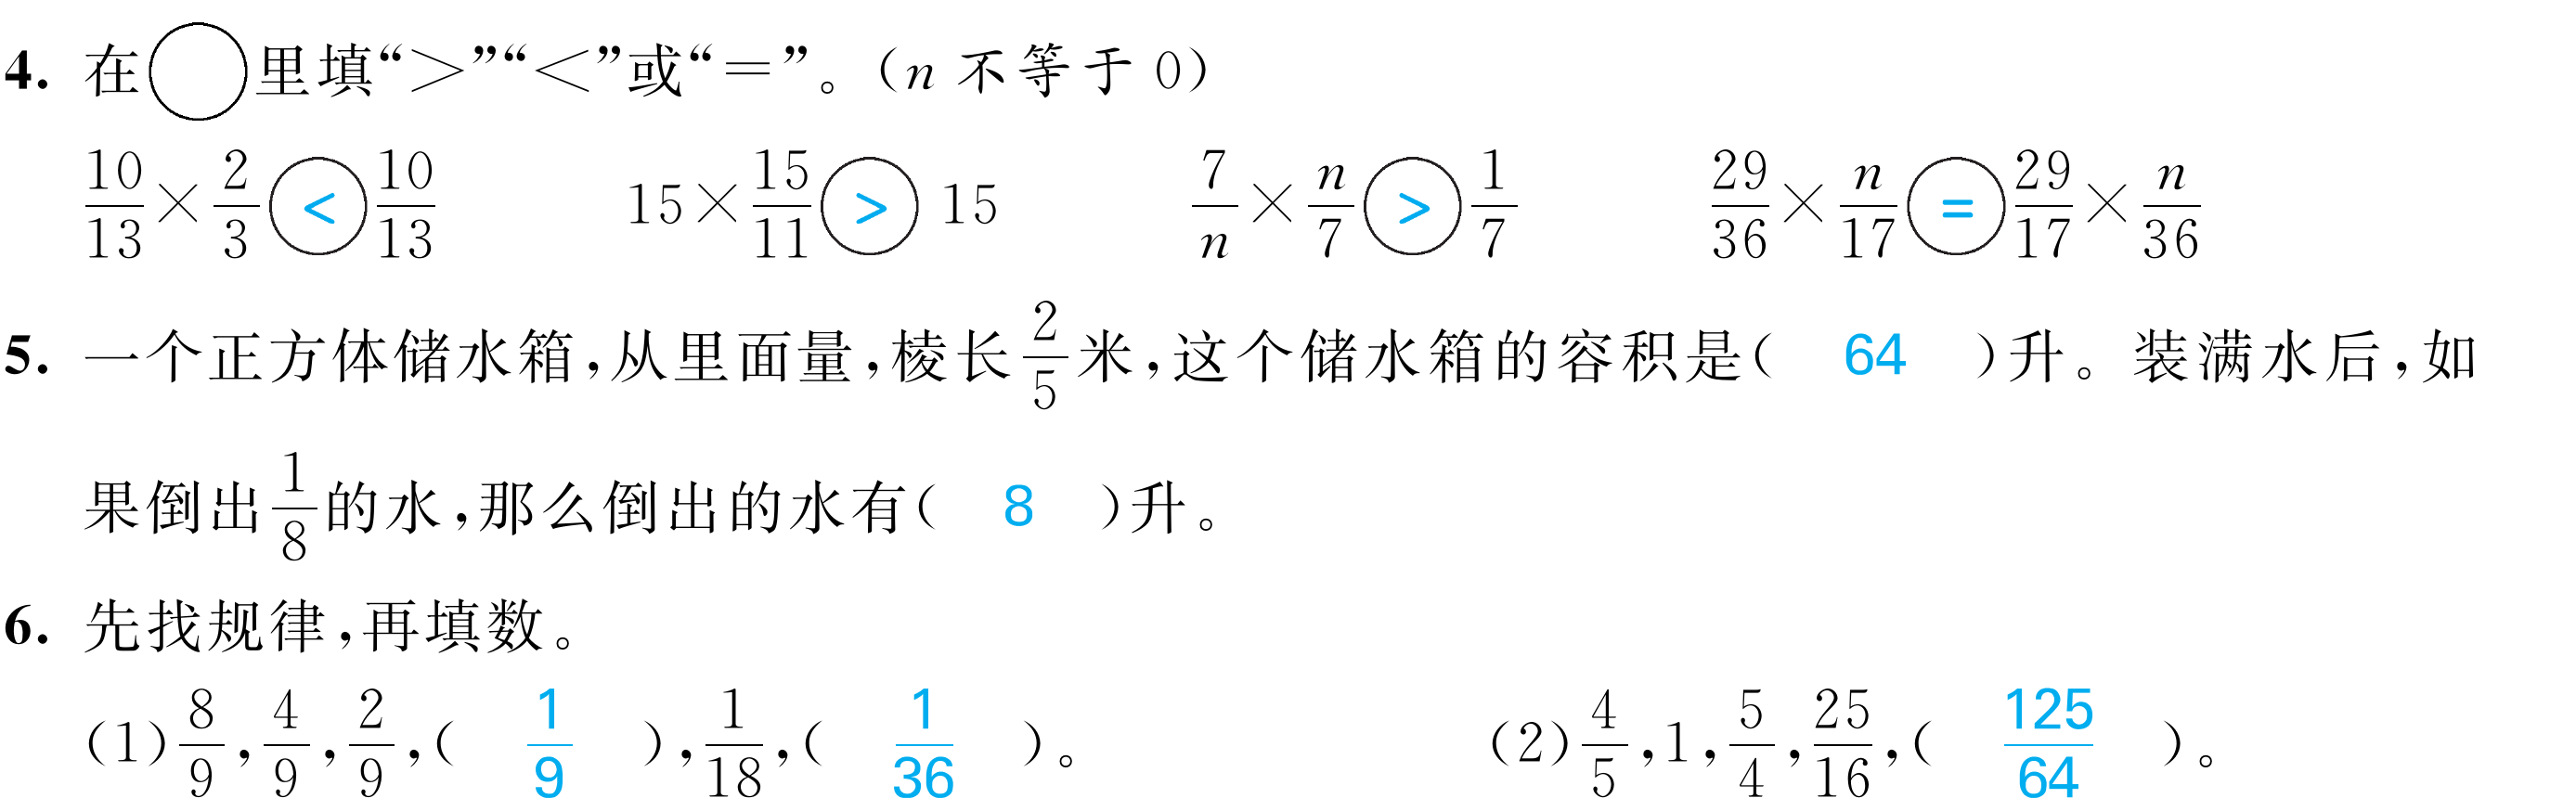 4. 在○里填“>”“<”或“=”。(n 不等于 0)
10/13 × 2/3 < 10/13  15 × 15/11 > 15  7/n × n/7 > 1/7  29/36 × n/17 = 29/17 × n/36
5. 一个正方体储水箱,从里面量,棱长 2/5 米,这个储水箱的容积是( 64 )升。装满水后,如
果倒出 1/8 的水,那么倒出的水有( 8 )升。
6. 先找规律,再填数。
(1) 8/9, 4/9, 2/9, ( 1/9 ), 1/18, ( 1/36 )。 (2) 4/5, 1, 5/4, 25/16, ( 125/64 )。